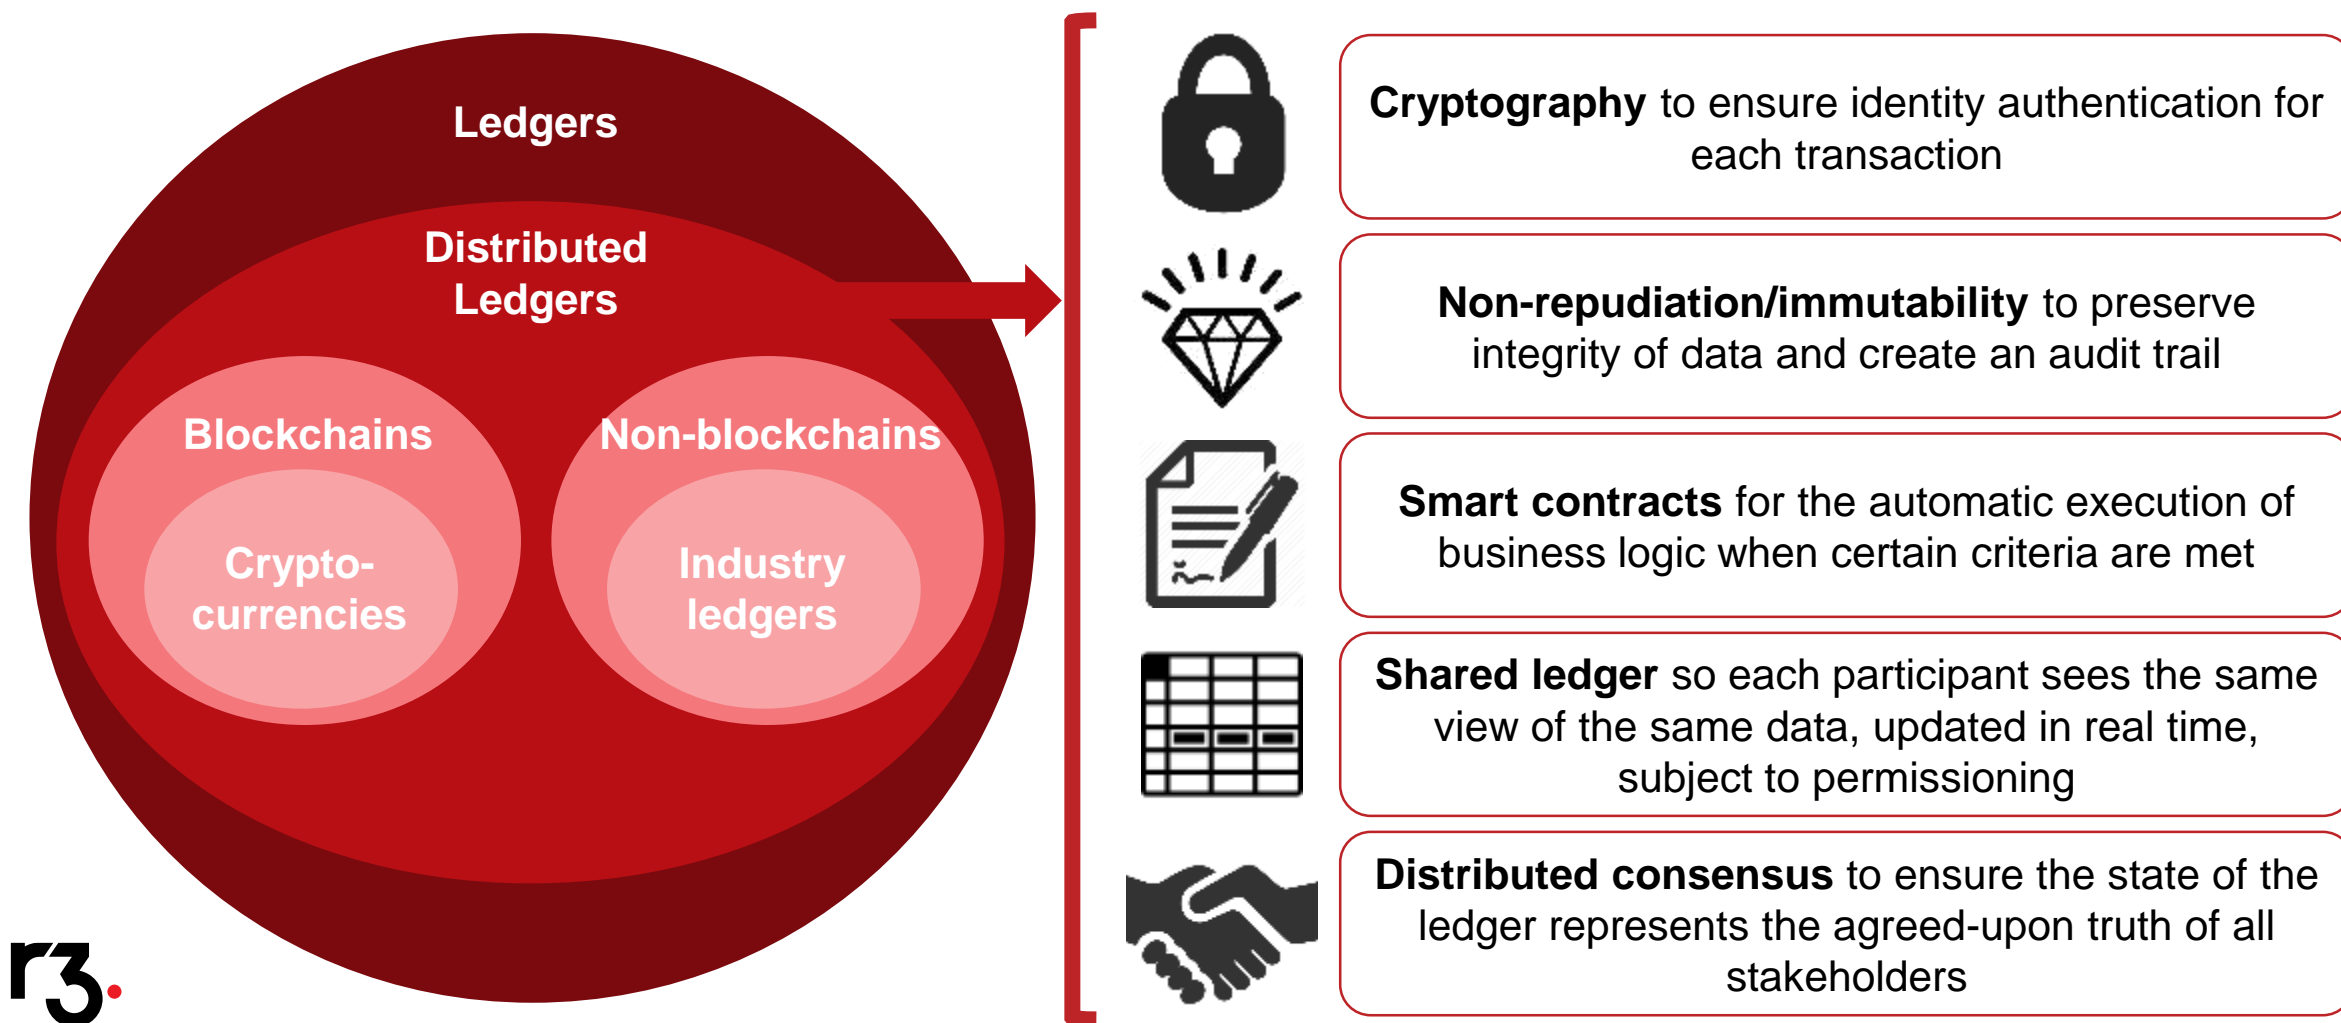 Ledgers
Distributed
Ledgers
Blockchains
Non-blockchains
Crypto-
currencies
Industry
ledgers
Cryptography to ensure identity authentication for
each transaction
Non-repudiation/immutability to preserve
integrity of data and create an audit trail
Smart contracts for the automatic execution of
business logic when certain criteria are met
Shared ledger so each participant sees the same
view of the same data, updated in real time,
subject to permissioning
Distributed consensus to ensure the state of the
ledger represents the agreed-upon truth of all
stakeholders
r3.